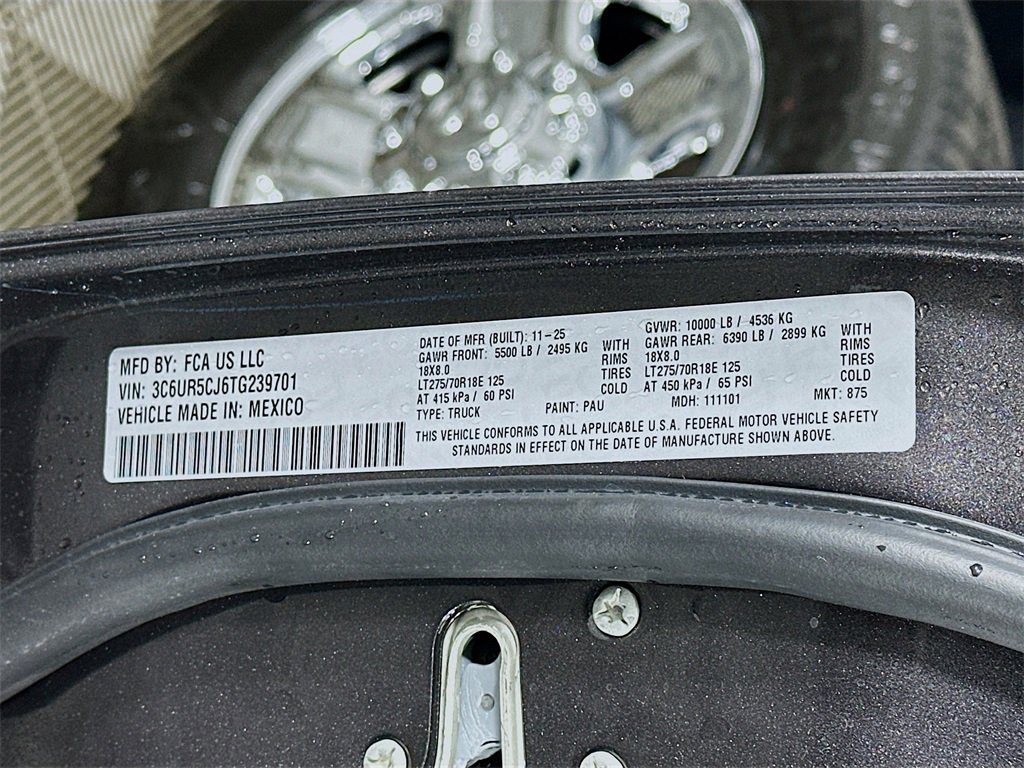 MFD BY: FCA US LLC
VIN: 3C6UR5CJ6TG239701
VEHICLE MADE IN: MEXICO
DATE OF MFR (BUILT): 11-25
GAWR FRONT: 5500 LB / 2495 KG WITH
18X8.0 RIMS
LT275/70R18E 125 TIRES
AT 415 kPa / 60 PSI COLD
TYPE: TRUCK
PAINT: PAU
GVWR: 10000 LB / 4536 KG
GAWR REAR: 6390 LB / 2899 KG WITH
18X8.0 RIMS
LT275/70R18E 125 TIRES
AT 450 kPa / 65 PSI COLD
MDH: 111101
MKT: 875
THIS VEHICLE CONFORMS TO ALL APPLICABLE U.S.A. FEDERAL MOTOR VEHICLE SAFETY
STANDARDS IN EFFECT ON THE DATE OF MANUFACTURE SHOWN ABOVE.